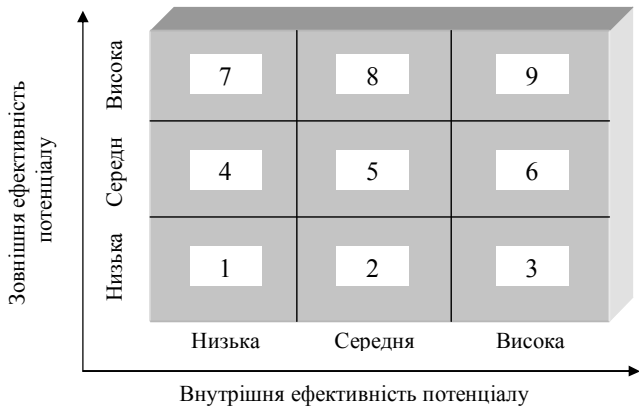 Зовнішня ефективність
потенціалу
Висока
Середн
Низька
7 8 9
4 5 6
1 2 3
Низька Середня Висока
Внутрішня ефективність потенціалу